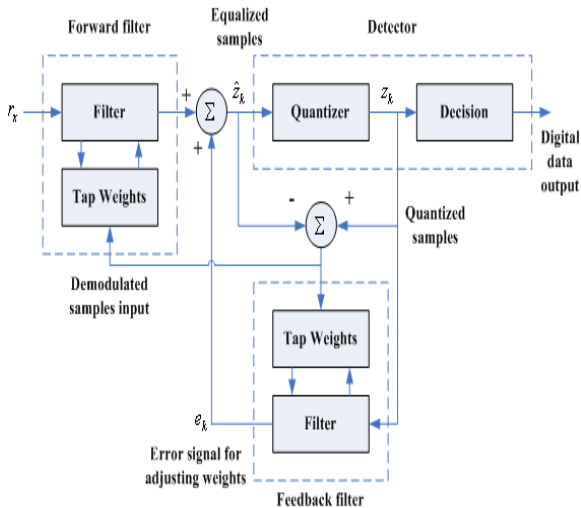 Forward filter
Equalized
samples
Detector
r_x
Filter
+
Σ
+
ẑ_k
Quantizer
z_k
Decision
Digital
data
output
Tap Weights
-
Σ
+
Quantized
samples
Demodulated
samples input
Tap Weights
e_k
Filter
Error signal for
adjusting weights
Feedback filter